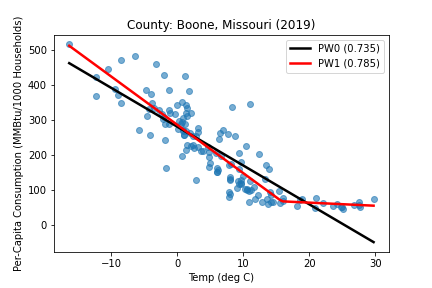 County: Boone, Missouri (2019)
PW0 (0.735)
PW1 (0.785)
Per-Capita Consumption (MMBtu/1000 Households)
500
400
300
200
100
0
−10
0
10
20
30
Temp (deg C)